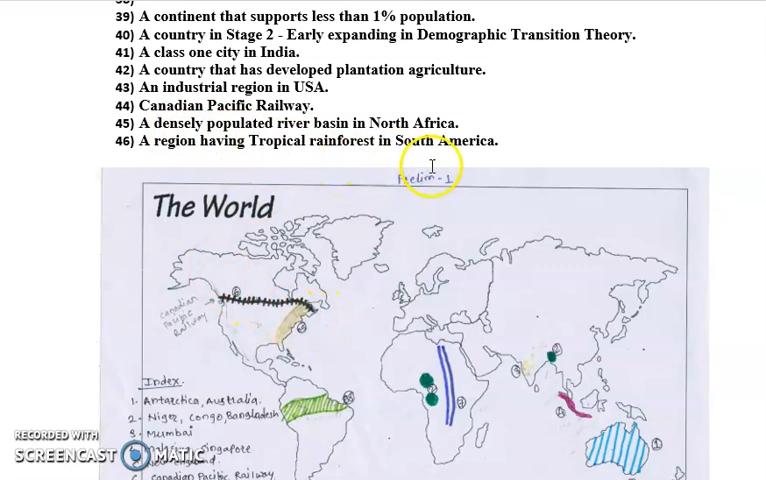 39) A continent that supports less than 1% population.
40) A country in Stage 2 - Early expanding in Demographic Transition Theory.
41) A class one city in India.
42) A country that has developed plantation agriculture.
43) An industrial region in USA.
44) Canadian Pacific Railway.
45) A densely populated river basin in North Africa.
46) A region having Tropical rainforest in South America.
Prelim - 1
The World
Canadian
Pacific
Railway
Index.
1. Antarctica, Australia.
2. Niger, Congo, Bangladesh
3. Mumbai
Singapore
Canadian Pacific Railway
RECORDED WITH
SCREENCAST MATIC